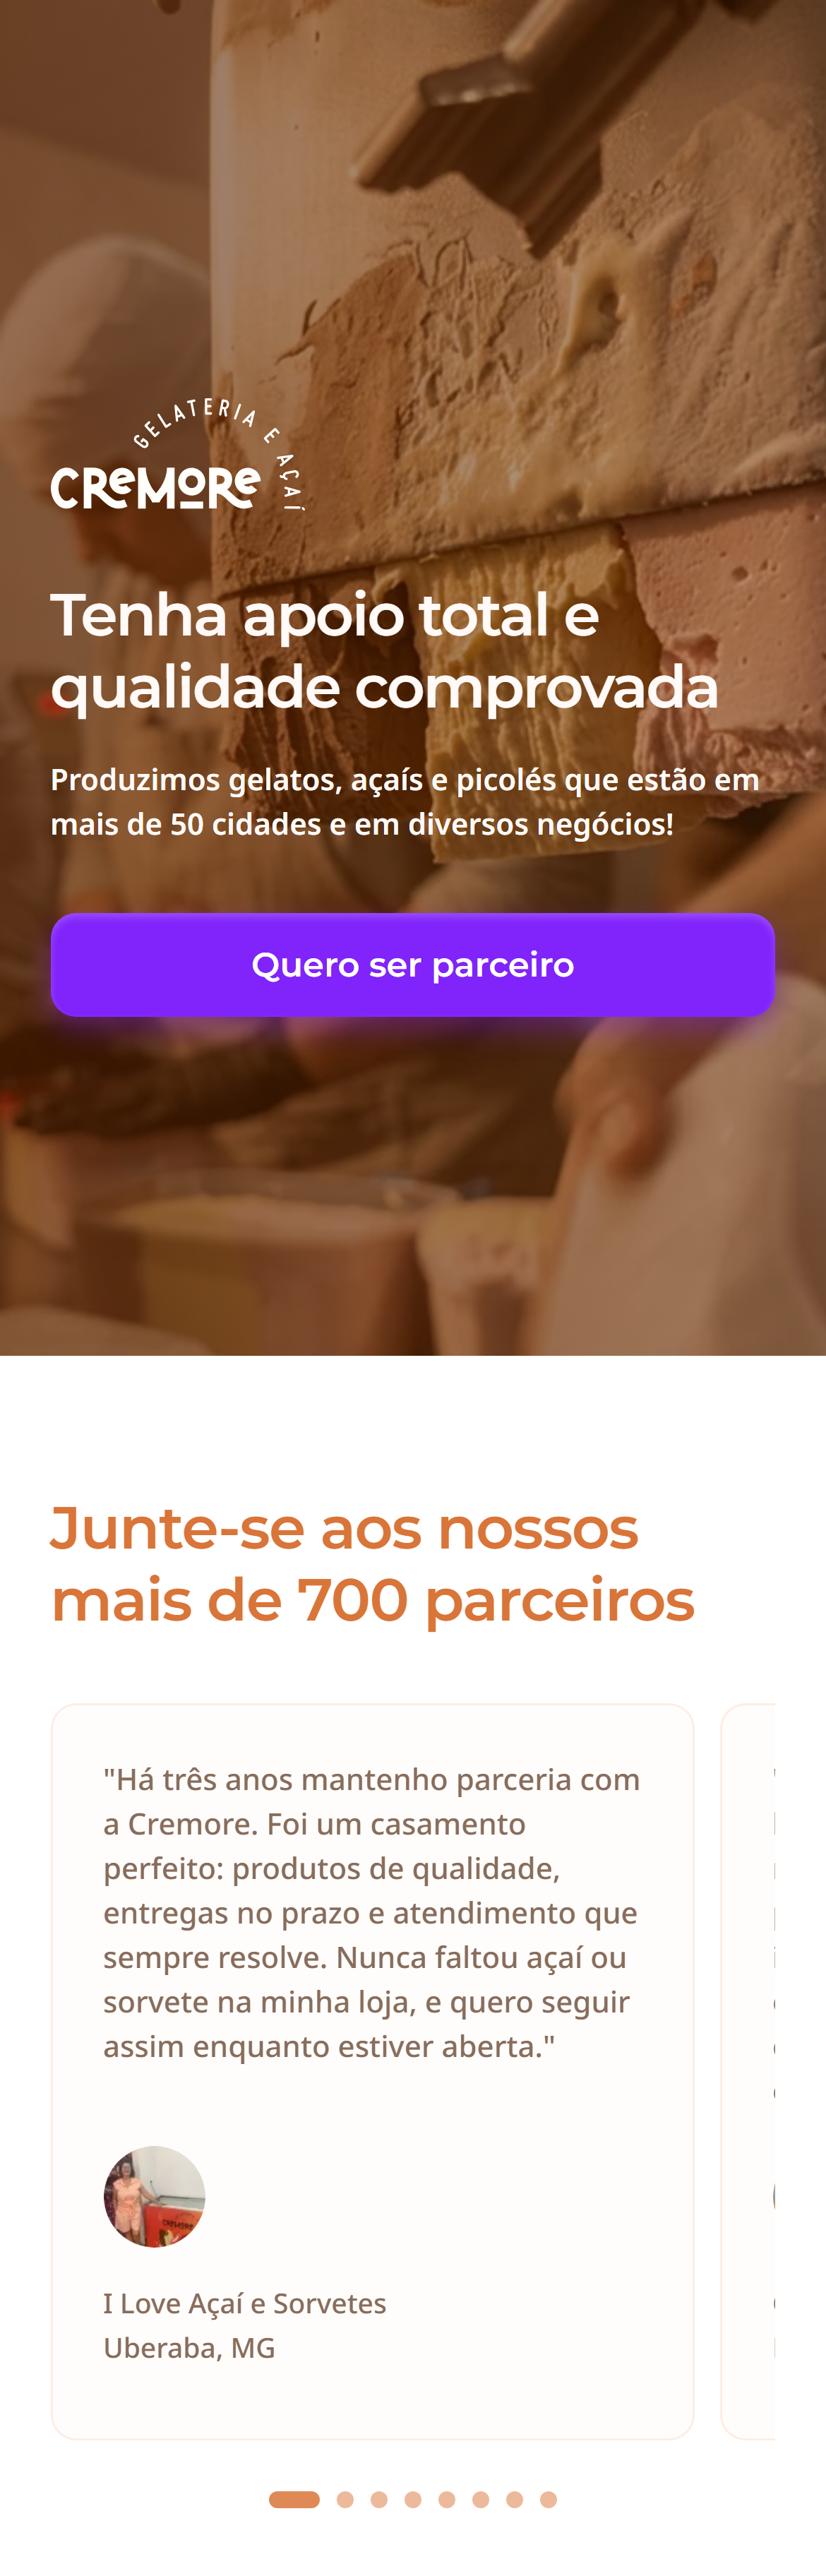 GELATERIA E AÇAÍ
CREMORE
Tenha apoio total e
qualidade comprovada
Produzimos gelatos, açaís e picolés que estão em
mais de 50 cidades e em diversos negócios!
Quero ser parceiro
Junte-se aos nossos
mais de 700 parceiros
"Há três anos mantenho parceria com
a Cremore. Foi um casamento
perfeito: produtos de qualidade,
entregas no prazo e atendimento que
sempre resolve. Nunca faltou açaí ou
sorvete na minha loja, e quero seguir
assim enquanto estiver aberta."
I Love Açaí e Sorvetes
Uberaba, MG